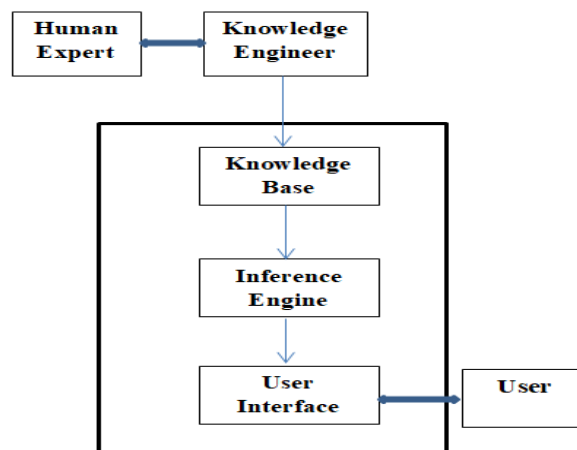 Human
Expert
Knowledge
Engineer
Knowledge
Base
Inference
Engine
User
Interface
User